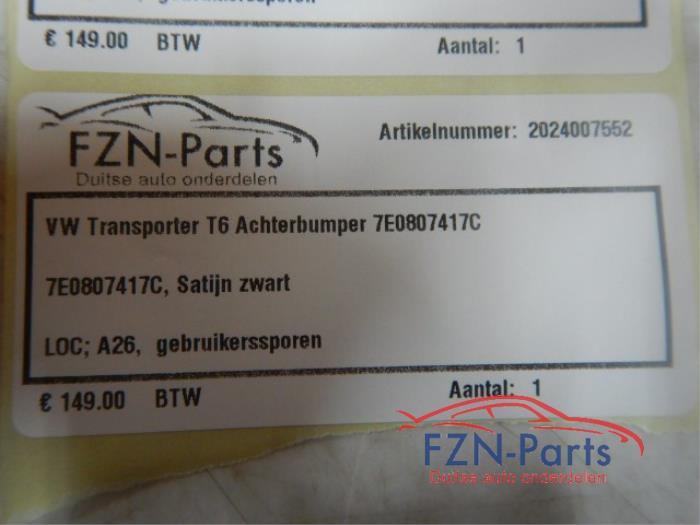 gebruikerssporen
€ 149.00 BTW Aantal: 1
FZN-Parts
Duitse auto onderdelen
Artikelnummer: 2024007552
VW Transporter T6 Achterbumper 7E0807417C
7E0807417C, Satijn zwart
LOC; A26, gebruikerssporen
€ 149.00 BTW Aantal: 1
FZN-Parts
Duitse auto onderdelen